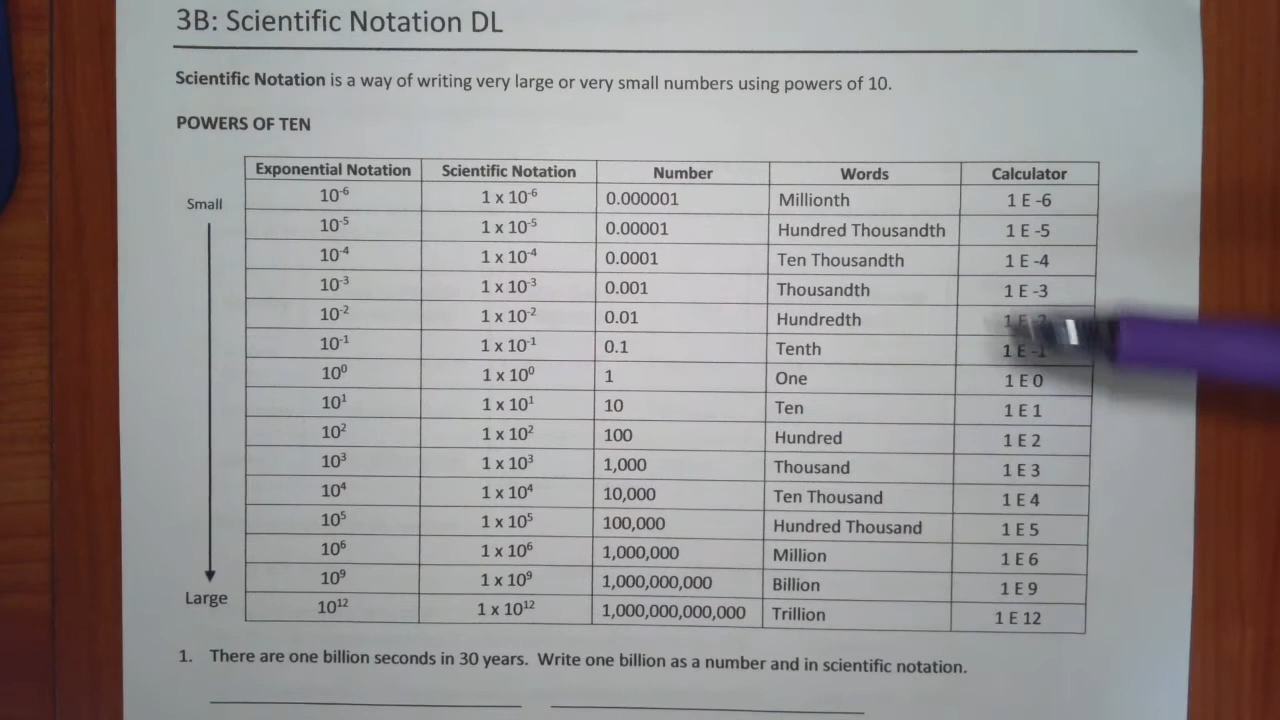 3B: Scientific Notation DL
Scientific Notation is a way of writing very large or very small numbers using powers of 10.
POWERS OF TEN
Exponential Notation Scientific Notation Number Words Calculator
Small
10⁻⁶ 1 x 10⁻⁶ 0.000001 Millionth 1 E -6
10⁻⁵ 1 x 10⁻⁵ 0.00001 Hundred Thousandth 1 E -5
10⁻⁴ 1 x 10⁻⁴ 0.0001 Ten Thousandth 1 E -4
10⁻³ 1 x 10⁻³ 0.001 Thousandth 1 E -3
10⁻² 1 x 10⁻² 0.01 Hundredth 1 E -2
10⁻¹ 1 x 10⁻¹ 0.1 Tenth 1 E -1
10⁰ 1 x 10⁰ 1 One 1 E 0
10¹ 1 x 10¹ 10 Ten 1 E 1
10² 1 x 10² 100 Hundred 1 E 2
10³ 1 x 10³ 1,000 Thousand 1 E 3
10⁴ 1 x 10⁴ 10,000 Ten Thousand 1 E 4
10⁵ 1 x 10⁵ 100,000 Hundred Thousand 1 E 5
10⁶ 1 x 10⁶ 1,000,000 Million 1 E 6
10⁹ 1 x 10⁹ 1,000,000,000 Billion 1 E 9
Large
10¹² 1 x 10¹² 1,000,000,000,000 Trillion 1 E 12
1. There are one billion seconds in 30 years. Write one billion as a number and in scientific notation.